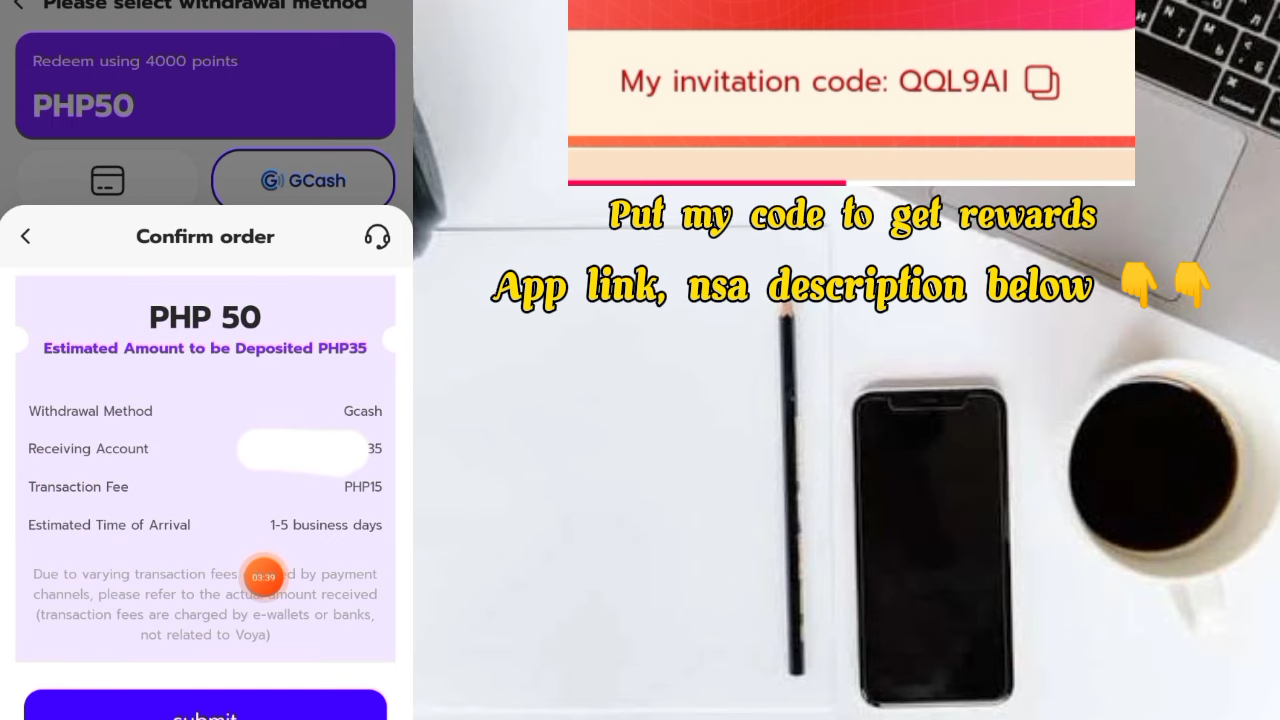 Please select withdrawal method
Redeem using 4000 points
PHP50
GCash
Confirm order
PHP 50
Estimated Amount to be Deposited PHP35
Withdrawal Method Gcash
Receiving Account 35
Transaction Fee PHP15
Estimated Time of Arrival 1-5 business days
Due to varying transaction fees d by payment
channels, please refer to the actual amount received
(transaction fees are charged by e-wallets or banks,
not related to Voya)
03:39
submit
My invitation code: QQL9AI
Put my code to get rewards
App link, nsa description below 👇👇